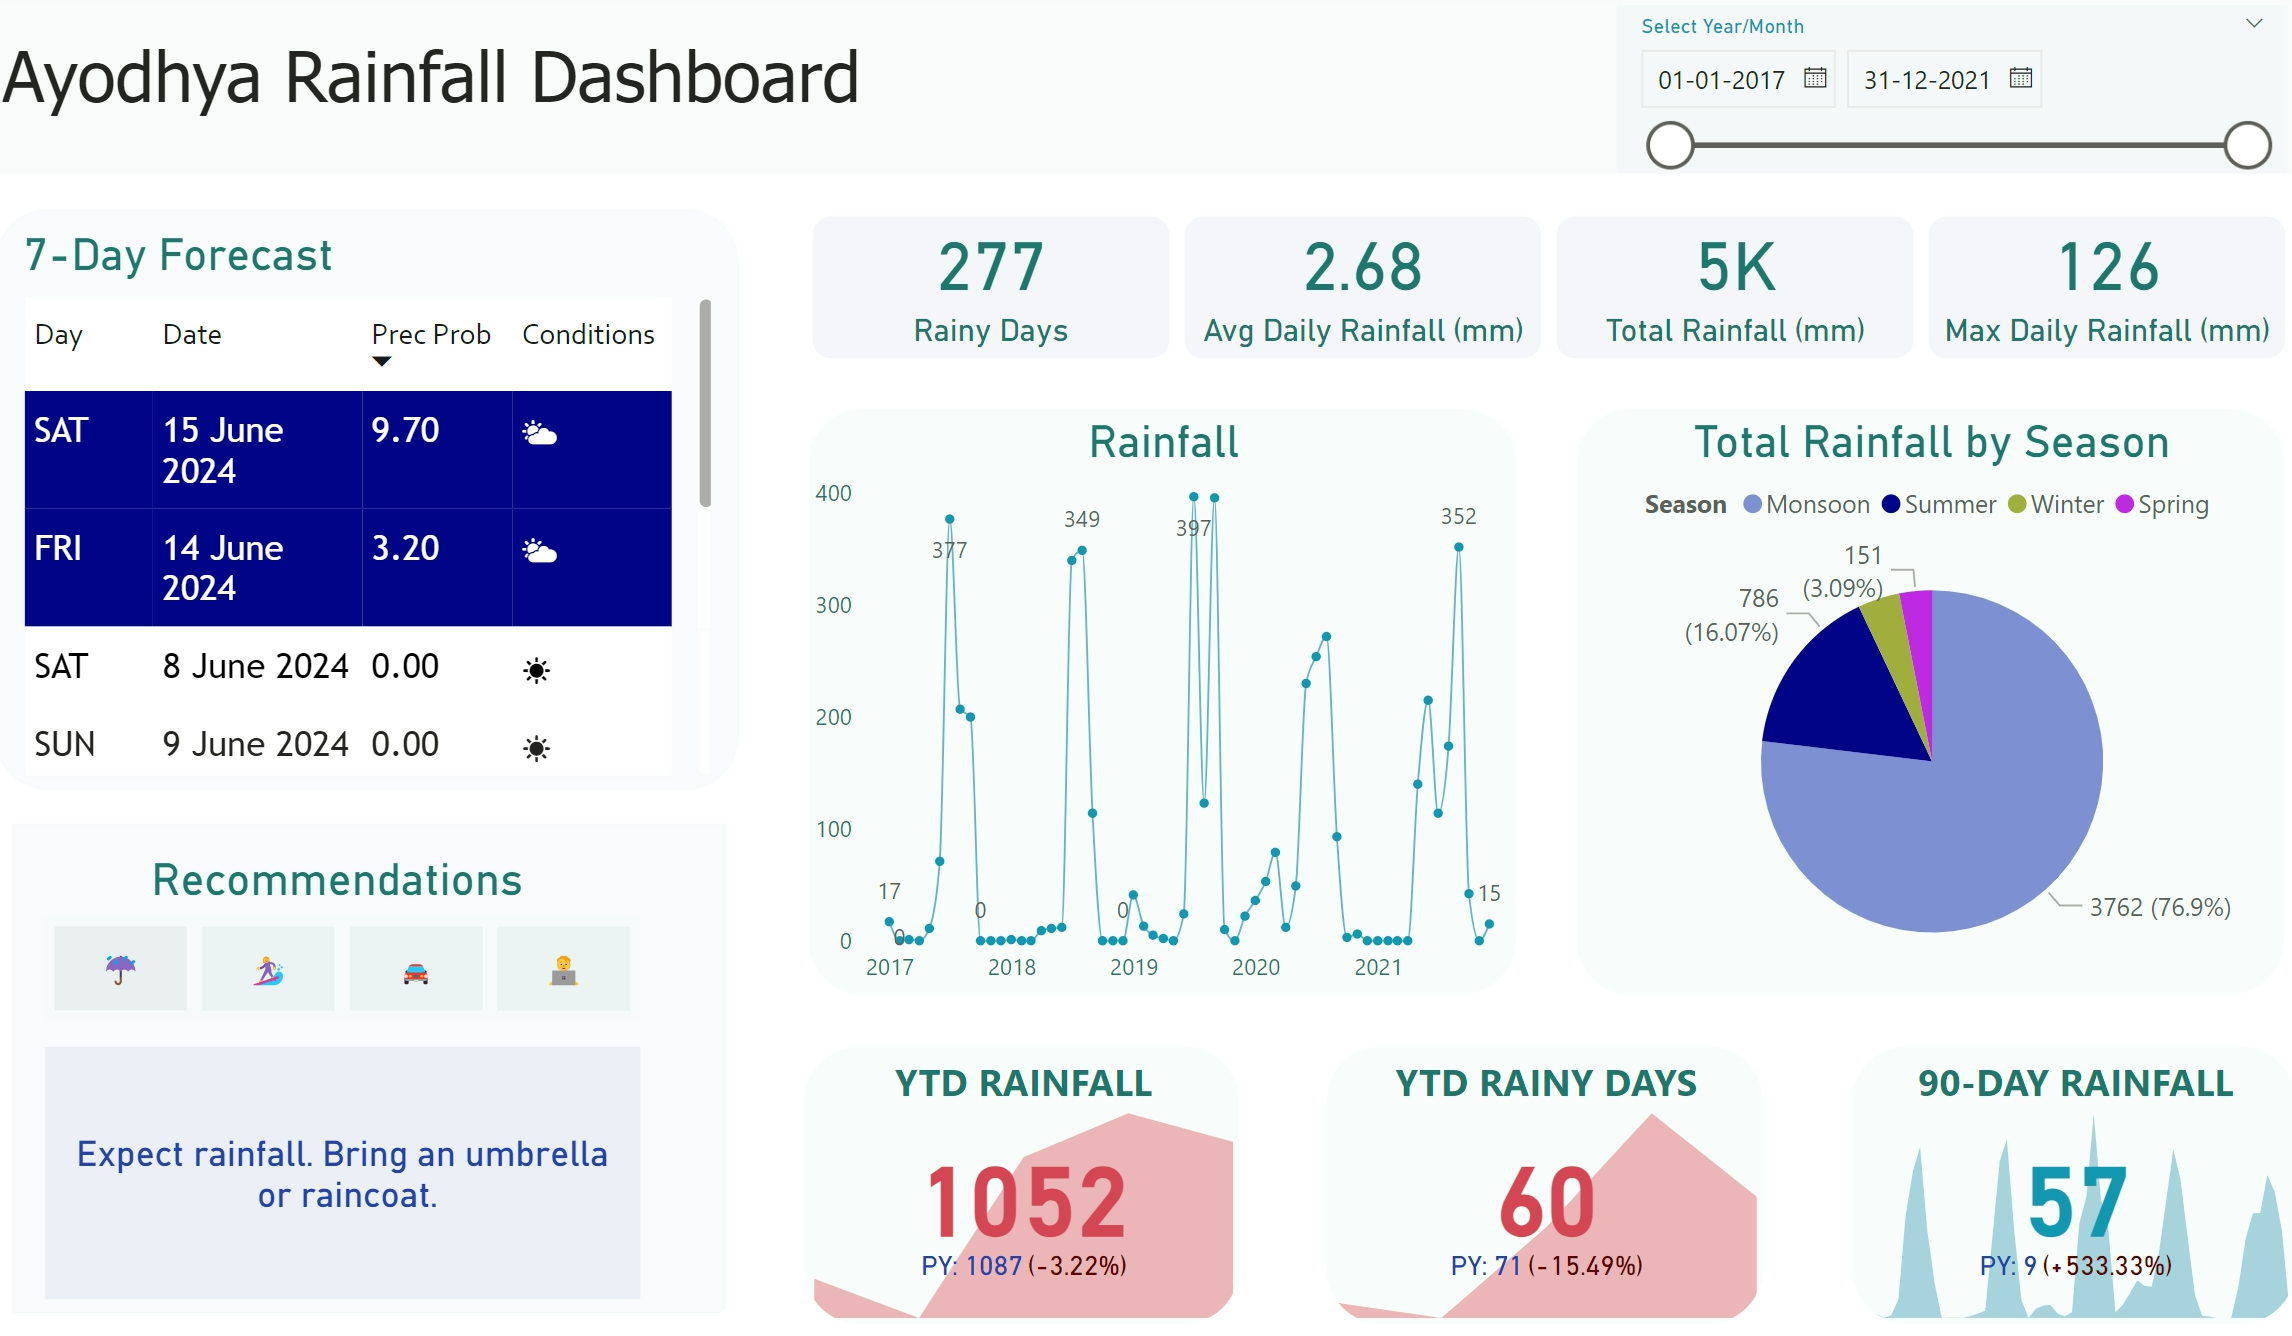 Ayodhya Rainfall Dashboard
Select Year/Month
01-01-2017 31-12-2021
7-Day Forecast
Day Date Prec Prob Conditions
SAT 15 June 2024 9.70
FRI 14 June 2024 3.20
SAT 8 June 2024 0.00
SUN 9 June 2024 0.00
Recommendations
Expect rainfall. Bring an umbrella
or raincoat.
277
Rainy Days
2.68
Avg Daily Rainfall (mm)
5K
Total Rainfall (mm)
126
Max Daily Rainfall (mm)
Rainfall
400
300
200
100
0
17
0
377
0
349
0
397
352
15
2017 2018 2019 2020 2021
Total Rainfall by Season
Season Monsoon Summer Winter Spring
151
(3.09%)
786
(16.07%)
3762 (76.9%)
YTD RAINFALL
1052
PY: 1087 (-3.22%)
YTD RAINY DAYS
60
PY: 71 (-15.49%)
90-DAY RAINFALL
57
PY: 9 (+533.33%)